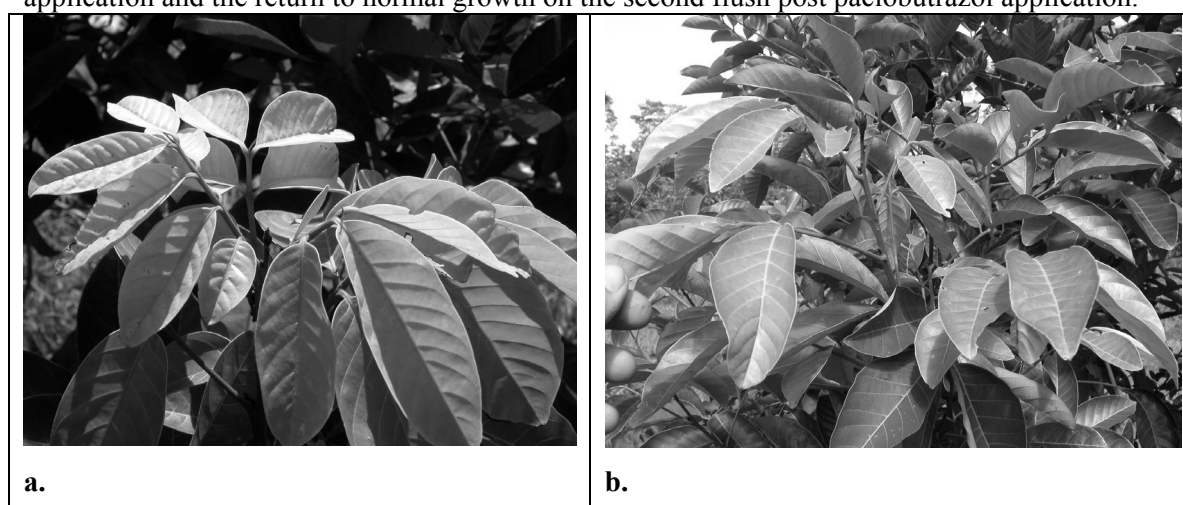 application and the return to normal growth on the second flush post paclobutrazol application.
a.
b.